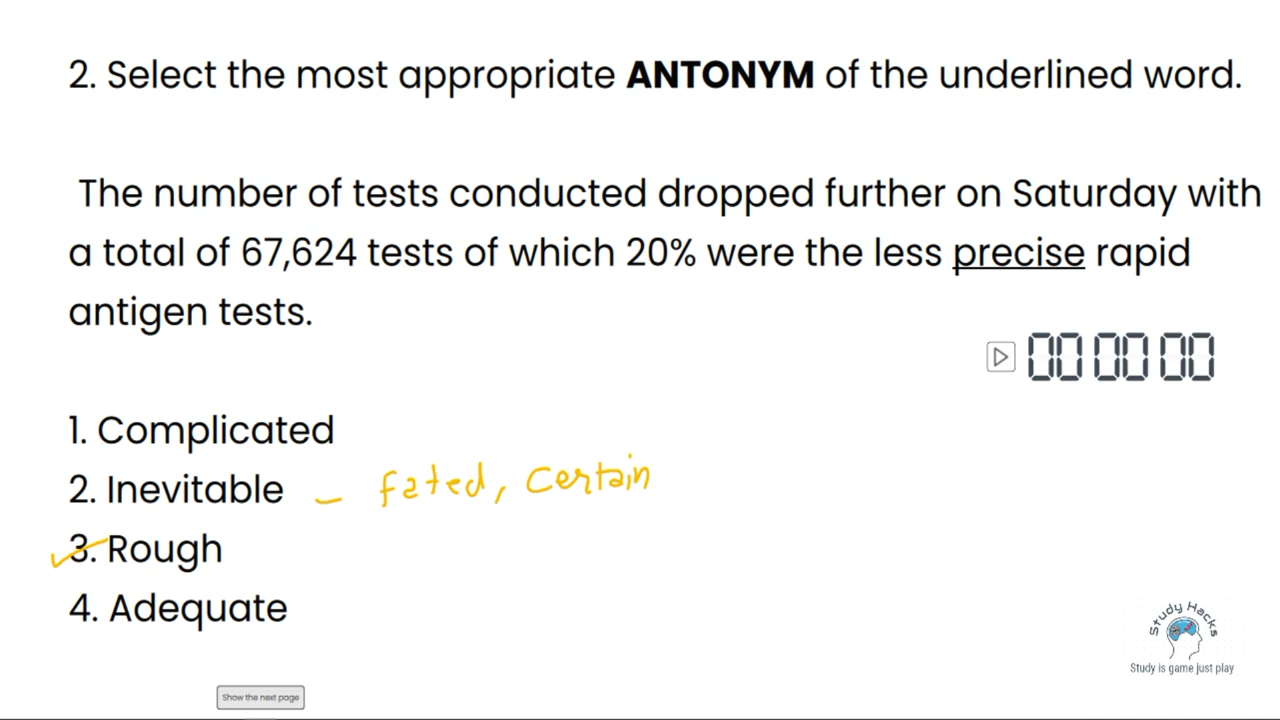 2. Select the most appropriate ANTONYM of the underlined word.
The number of tests conducted dropped further on Saturday with
a total of 67,624 tests of which 20% were the less precise rapid
antigen tests.
00 00 00
1. Complicated
2. Inevitable - fated, certain
3. Rough
4. Adequate
Study Hacks
Study is game just play
Show the next page